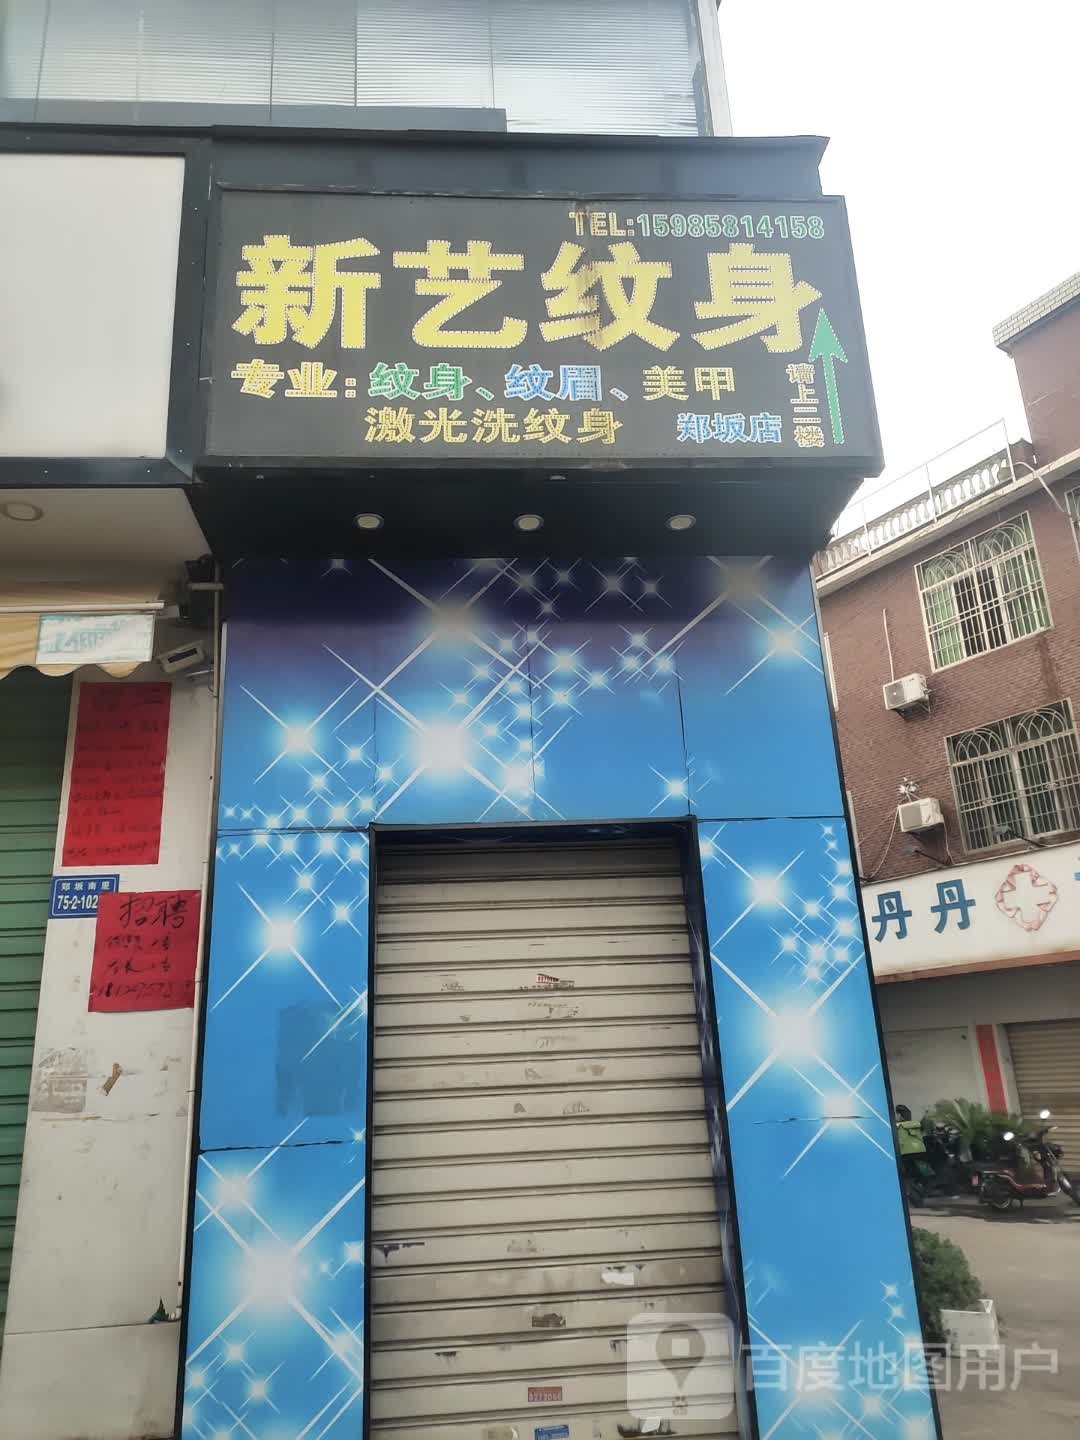 TEL:15985814158
新艺纹身
专业:纹身、纹眉、美甲
激光洗纹身 郑坂店
请上二楼
郑坂南里
75-2-102
招聘
丹丹
百度地图用户